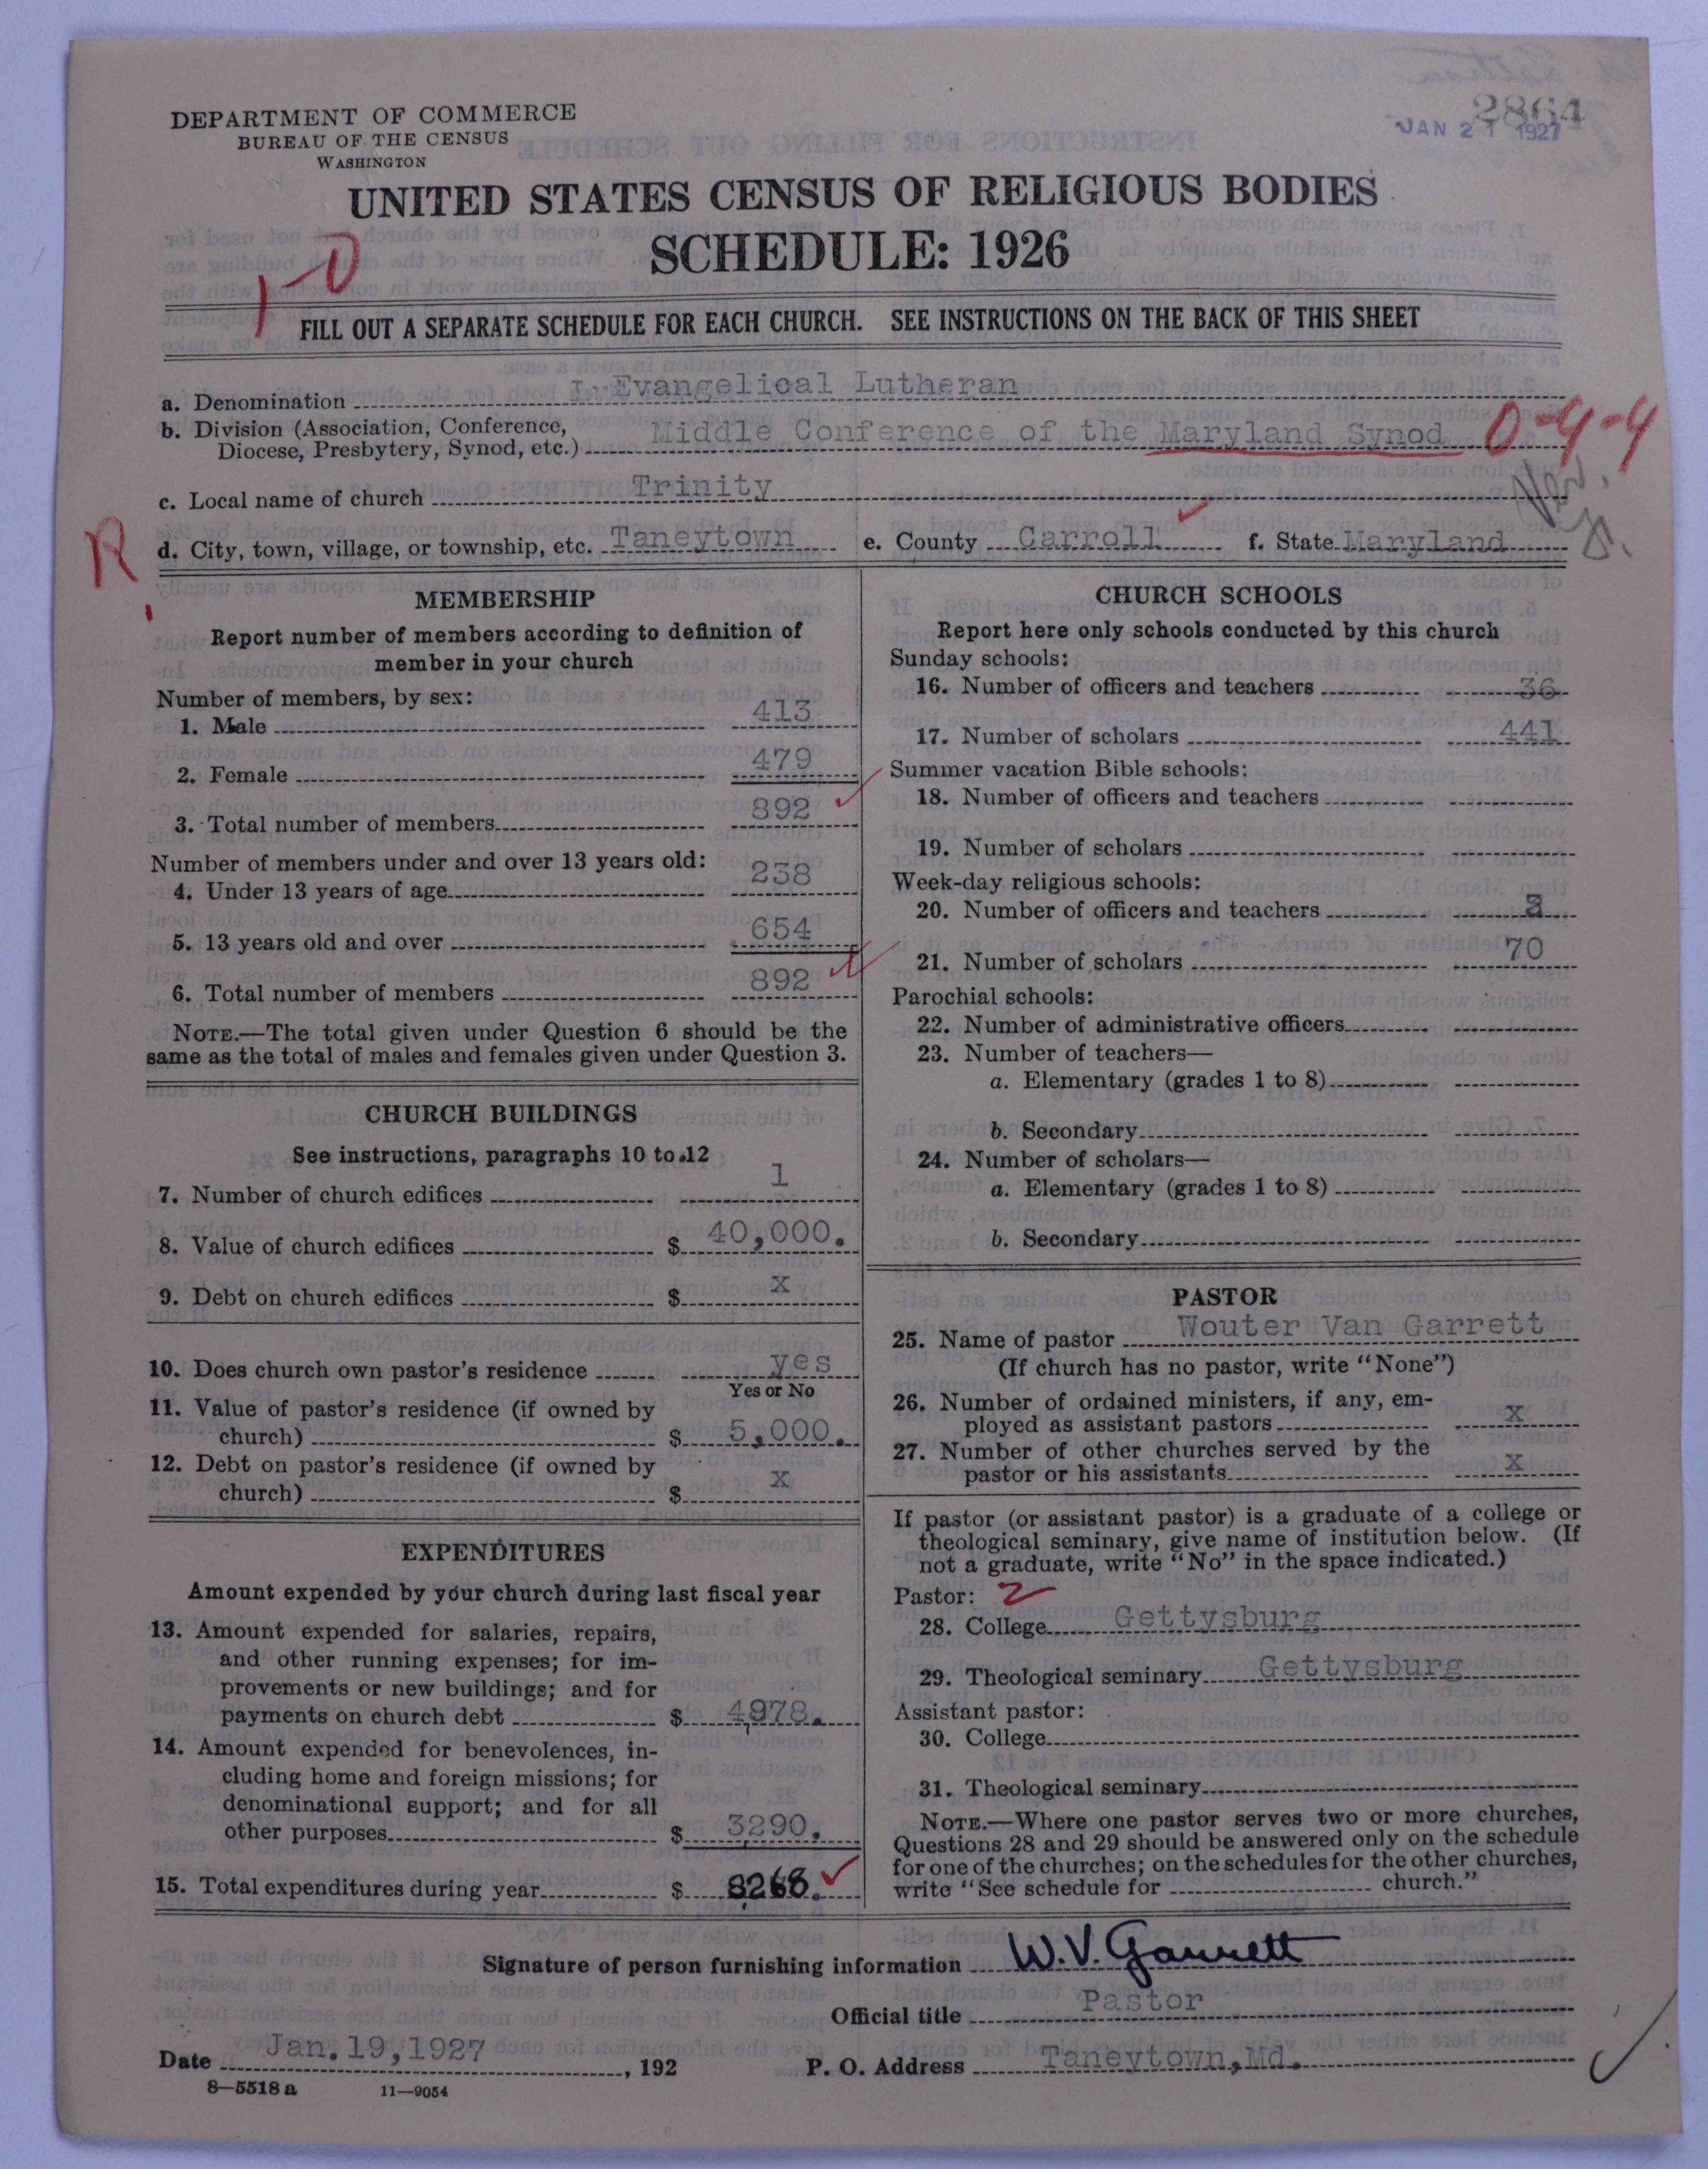 DEPARTMENT OF COMMERCE
BUREAU OF THE CENSUS
WASHINGTON
2864
JAN 21 1927
UNITED STATES CENSUS OF RELIGIOUS BODIES
SCHEDULE: 1926
1-0
FILL OUT A SEPARATE SCHEDULE FOR EACH CHURCH. SEE INSTRUCTIONS ON THE BACK OF THIS SHEET
a. Denomination Evangelical Lutheran
b. Division (Association, Conference, Diocese, Presbytery, Synod, etc.) Middle Conference of the Maryland Synod 0-4-4
c. Local name of church Trinity
R
d. City, town, village, or township, etc. Taneytown e. County Carroll f. State Maryland
MEMBERSHIP
Report number of members according to definition of
member in your church
Number of members, by sex:
1. Male 413
2. Female 479
3. Total number of members 892
Number of members under and over 13 years old:
4. Under 13 years of age 238
5. 13 years old and over 654
6. Total number of members 892
NOTE.—The total given under Question 6 should be the
same as the total of males and females given under Question 3.
CHURCH BUILDINGS
See instructions, paragraphs 10 to 12
7. Number of church edifices 1
8. Value of church edifices $ 40,000.
9. Debt on church edifices $ x
10. Does church own pastor's residence yes
Yes or No
11. Value of pastor's residence (if owned by
church) $ 5,000.
12. Debt on pastor's residence (if owned by
church) $ x
EXPENDITURES
Amount expended by your church during last fiscal year
13. Amount expended for salaries, repairs,
and other running expenses; for im-
provements or new buildings; and for
payments on church debt $ 4,978.
14. Amount expended for benevolences, in-
cluding home and foreign missions; for
denominational support; and for all
other purposes $ 3290.
15. Total expenditures during year $ 8268.
CHURCH SCHOOLS
Report here only schools conducted by this church
Sunday schools:
16. Number of officers and teachers 36
17. Number of scholars 441
Summer vacation Bible schools:
18. Number of officers and teachers
19. Number of scholars
Week-day religious schools:
20. Number of officers and teachers
21. Number of scholars 70
Parochial schools:
22. Number of administrative officers
23. Number of teachers—
a. Elementary (grades 1 to 8)
b. Secondary
24. Number of scholars—
a. Elementary (grades 1 to 8)
b. Secondary
PASTOR
25. Name of pastor Wouter Van Garrett
(If church has no pastor, write "None")
26. Number of ordained ministers, if any, em-
ployed as assistant pastors x
27. Number of other churches served by the
pastor or his assistants x
If pastor (or assistant pastor) is a graduate of a college or
theological seminary, give name of institution below. (If
not a graduate, write "No" in the space indicated.)
Pastor: 2
28. College Gettysburg
29. Theological seminary Gettysburg
Assistant pastor:
30. College
31. Theological seminary
NOTE.—Where one pastor serves two or more churches,
Questions 28 and 29 should be answered only on the schedule
for one of the churches; on the schedules for the other churches,
write "See schedule for church."
Signature of person furnishing information W.V. Garrett
Official title Pastor
Date Jan. 19, 1927, 192 P. O. Address Taneytown, Md.
8—5518 a 11—9054